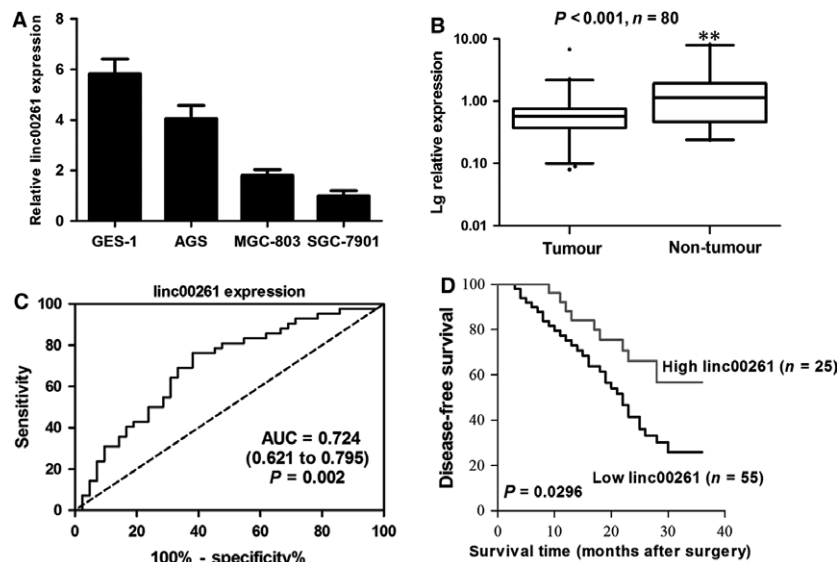 A
Relative linc00261 expression
8
6
4
2
0
GES-1 AGS MGC-803 SGC-7901
B
P < 0.001, n = 80
**
Lg relative expression
10.00
1.00
0.10
0.01
Tumour Non-tumour
C
linc00261 expression
Sensitivity
100
80
60
40
20
0
AUC = 0.724
(0.621 to 0.795)
P = 0.002
0 20 40 60 80 100
100% - specificity%
D
Disease-free survival
100
80
60
40
20
0
High linc00261 (n = 25)
Low linc00261 (n = 55)
P = 0.0296
0 10 20 30 40
Survival time (months after surgery)